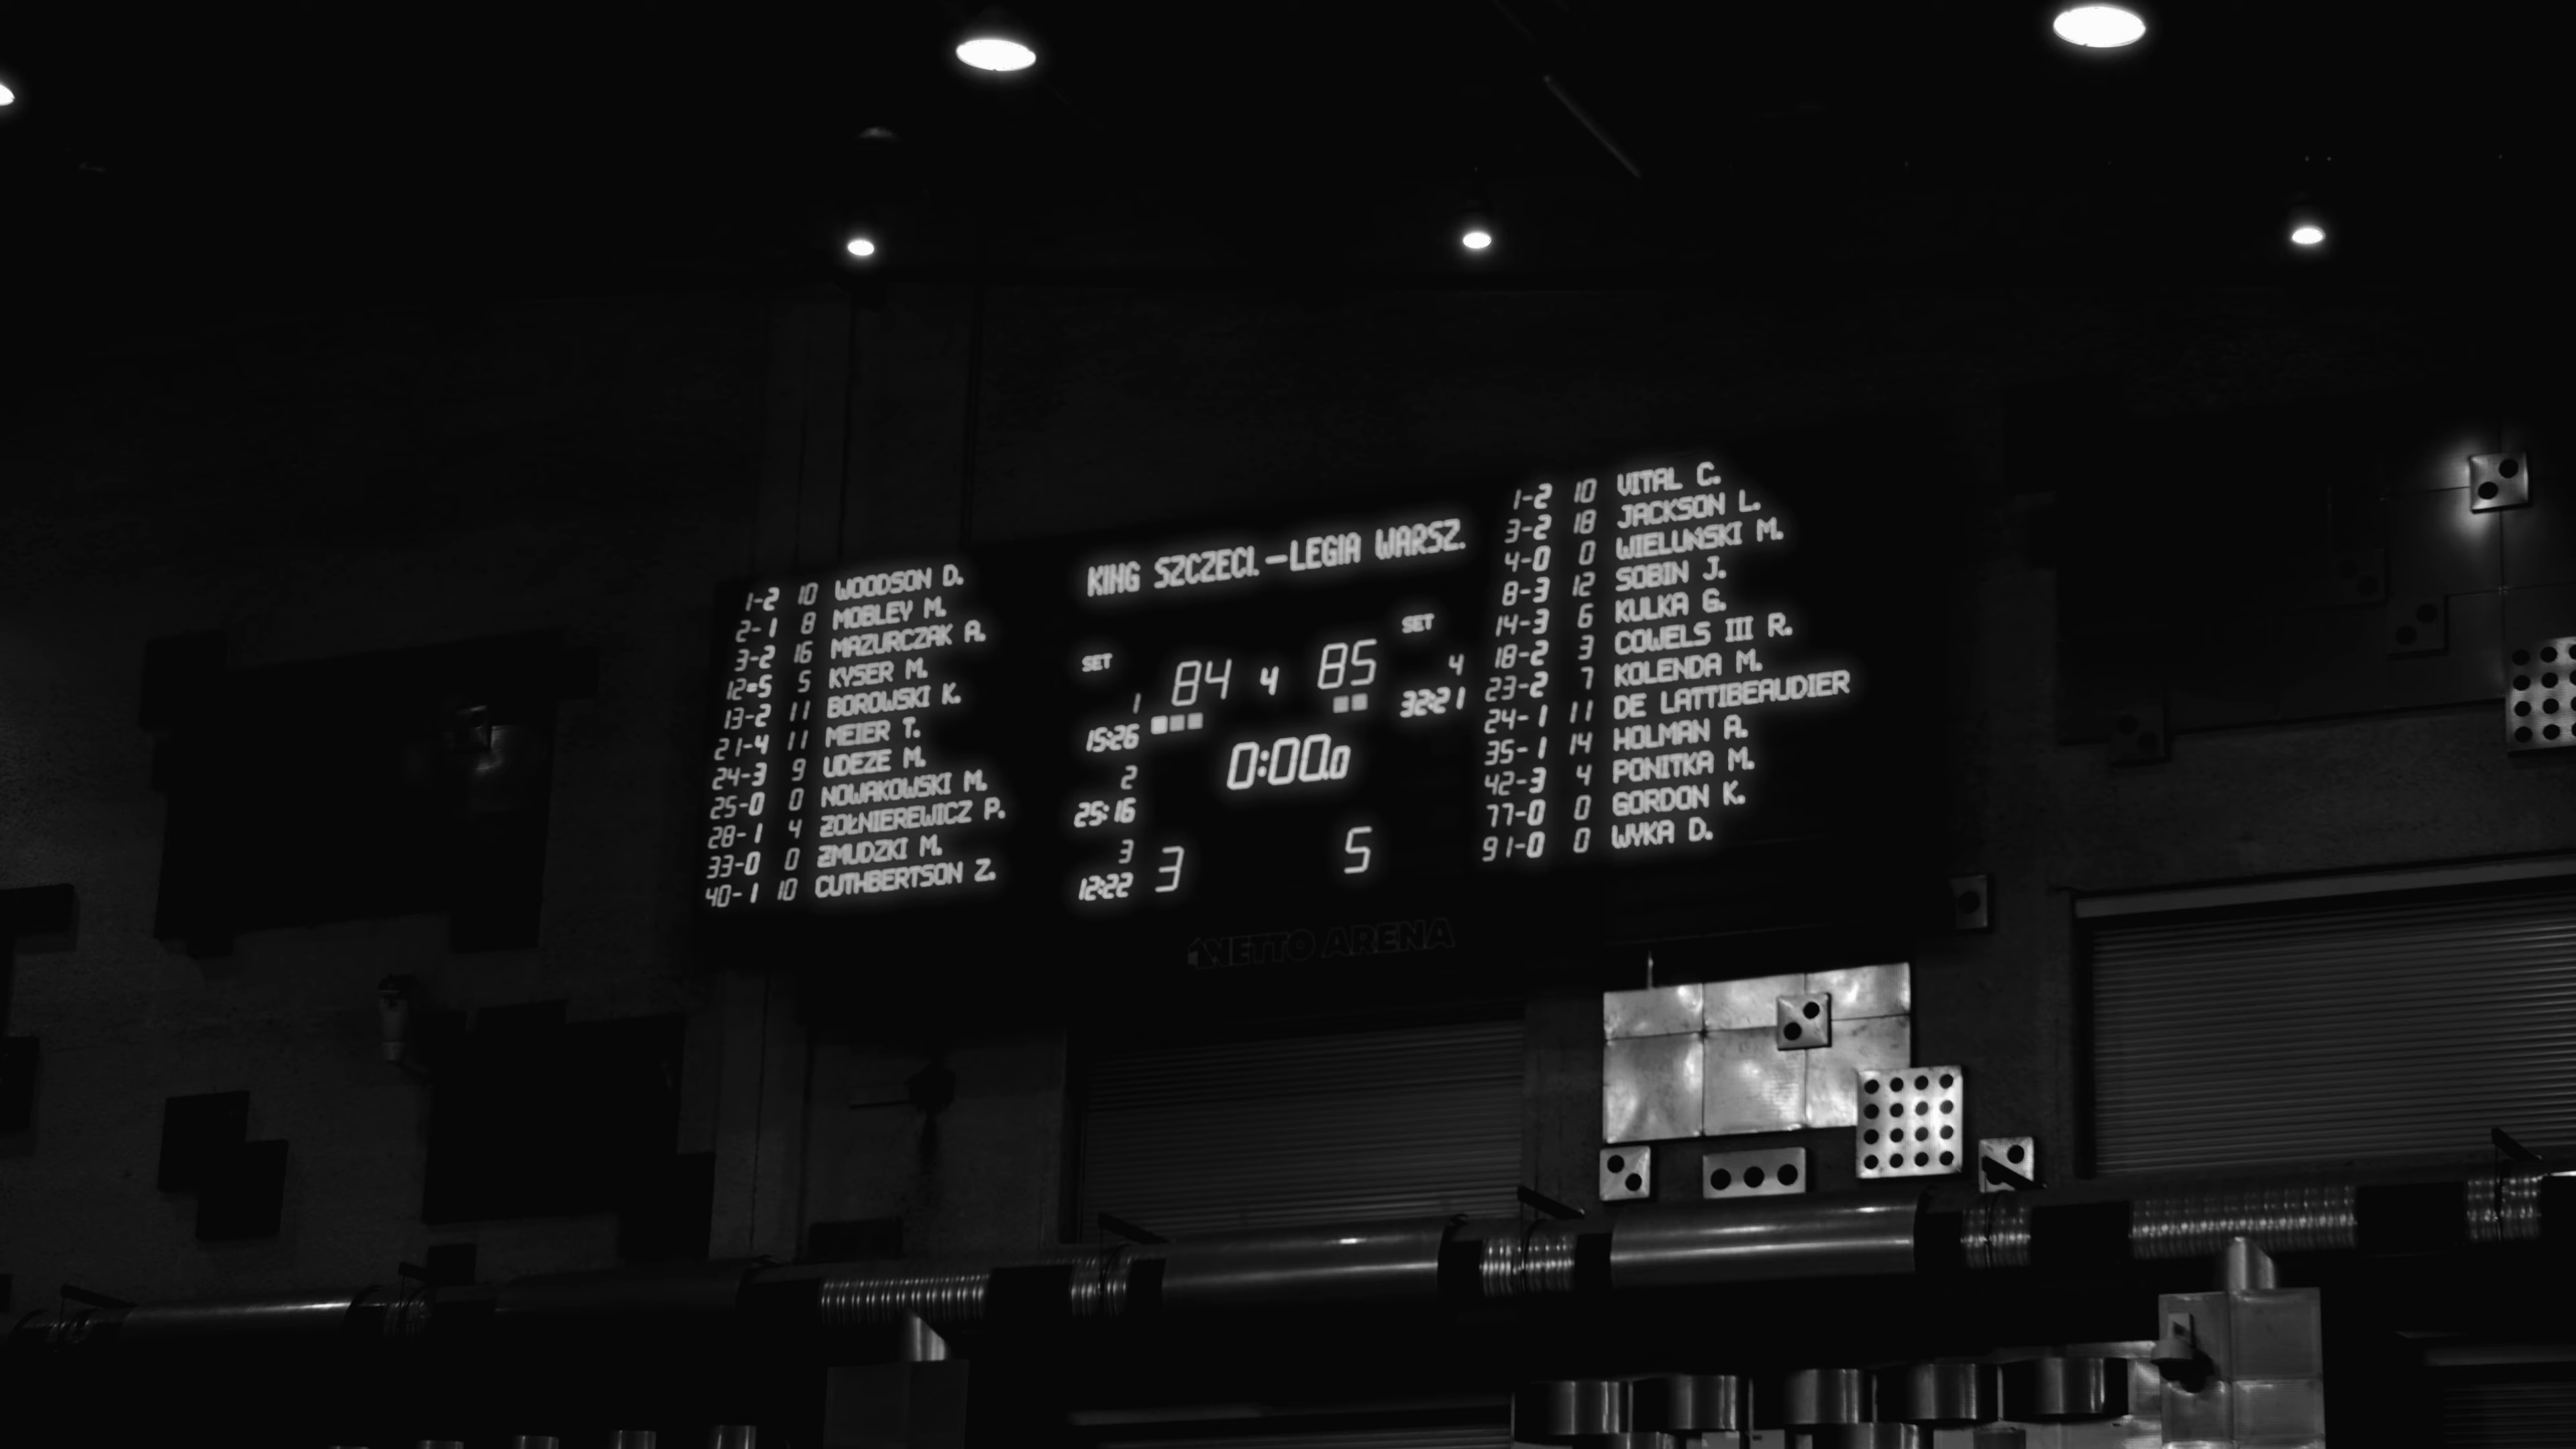 KING SZCZECI.-LEGIA WARSZ.
1-2 10 WOODSON D.
2-1 8 MOBLEY M.
3-2 16 MAZURCZAK A.
12=5 5 KYSER M.
13-2 11 BOROWSKI K.
21-4 11 MEIER T.
24-3 9 UDEZE M.
25-0 0 NOWAKOWSKI M.
28-1 4 ŻOŁNIEREWICZ P.
33-0 0 ŻMUDZKI M.
40-1 10 CUTHBERTSON Z.
SET
1
15:26
2
25:16
3
12:22
84 4 85
0:00.0
3 5
SET
4
32:21
1-2 10 VITAL C.
3-2 18 JACKSON L.
4-0 0 WIELUŃSKI M.
8-3 12 SOBIN J.
14-3 6 KULKA G.
18-2 3 COWELS III R.
23-2 7 KOLENDA M.
24-1 11 DE LATTIBEAUDIER
35-1 14 HOLMAN A.
42-3 4 PONITKA M.
77-0 0 GORDON K.
91-0 0 WYKA D.
NETTO ARENA